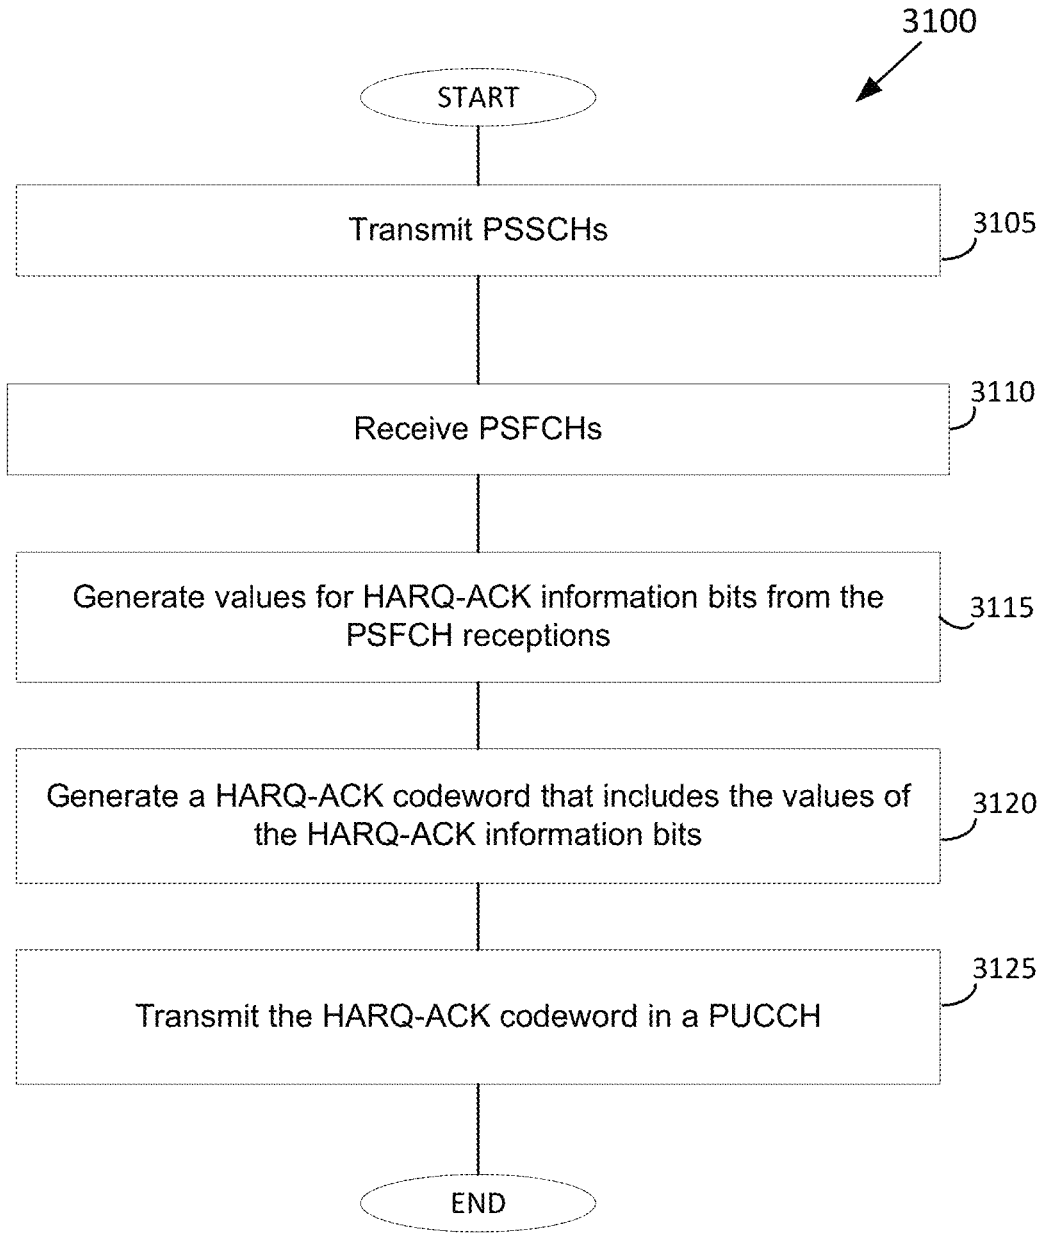 3100
START
Transmit PSSCHs
3105
Receive PSFCHs
3110
Generate values for HARQ-ACK information bits from the
PSFCH receptions
3115
Generate a HARQ-ACK codeword that includes the values of
the HARQ-ACK information bits
3120
Transmit the HARQ-ACK codeword in a PUCCH
3125
END